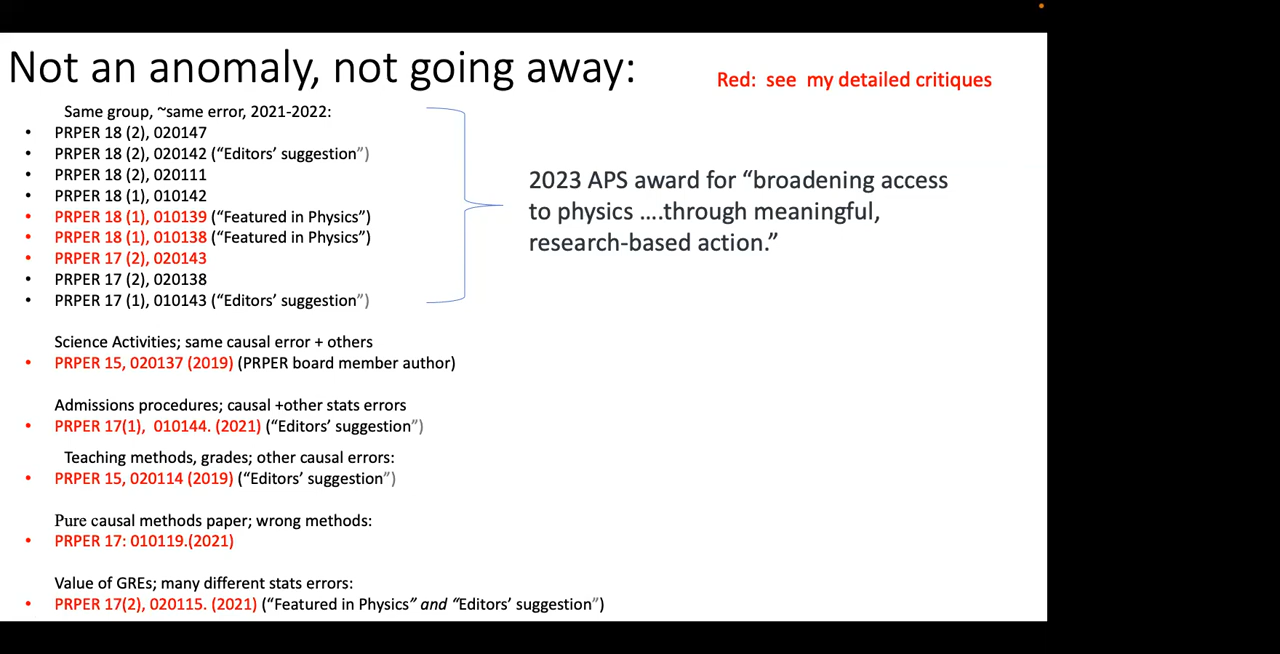 Not an anomaly, not going away:
Red: see my detailed critiques
Same group, ~same error, 2021-2022:
• PRPER 18 (2), 020147
• PRPER 18 (2), 020142 (“Editors’ suggestion”)
• PRPER 18 (2), 020111
• PRPER 18 (1), 010142
• PRPER 18 (1), 010139 (“Featured in Physics”)
• PRPER 18 (1), 010138 (“Featured in Physics”)
• PRPER 17 (2), 020143
• PRPER 17 (2), 020138
• PRPER 17 (1), 010143 (“Editors’ suggestion”)
2023 APS award for “broadening access
to physics ….through meaningful,
research-based action.”
Science Activities; same causal error + others
• PRPER 15, 020137 (2019) (PRPER board member author)
Admissions procedures; causal +other stats errors
• PRPER 17(1), 010144. (2021) (“Editors’ suggestion”)
Teaching methods, grades; other causal errors:
• PRPER 15, 020114 (2019) (“Editors’ suggestion”)
Pure causal methods paper; wrong methods:
• PRPER 17: 010119.(2021)
Value of GREs; many different stats errors:
• PRPER 17(2), 020115. (2021) (“Featured in Physics” and “Editors’ suggestion”)